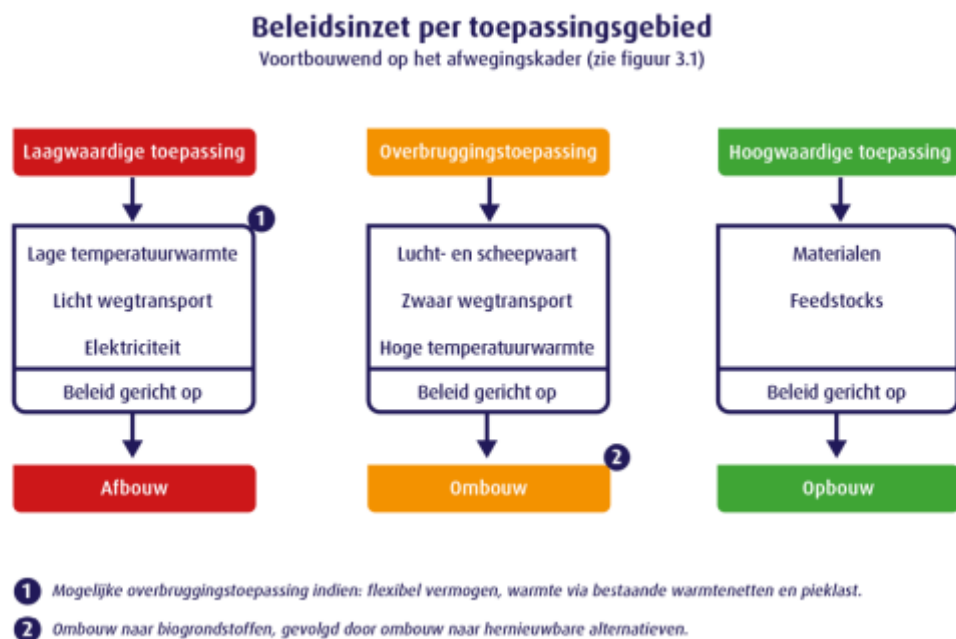 Beleidsinzet per toepassingsgebied
Voortbouwend op het afwegingskader (zie figuur 3.1)
Laagwaardige toepassing
1
Lage temperatuurwarmte
Licht wegtransport
Elektriciteit
Beleid gericht op
Afbouw
Overbruggingstoepassing
Lucht- en scheepvaart
Zwaar wegtransport
Hoge temperatuurwarmte
Beleid gericht op
2
Ombouw
Hoogwaardige toepassing
Materialen
Feedstocks
Beleid gericht op
Opbouw
1 Mogelijke overbruggingstoepassing indien: flexibel vermogen, warmte via bestaande warmtenetten en pieklast.
2 Ombouw naar biogrondstoffen, gevolgd door ombouw naar hernieuwbare alternatieven.